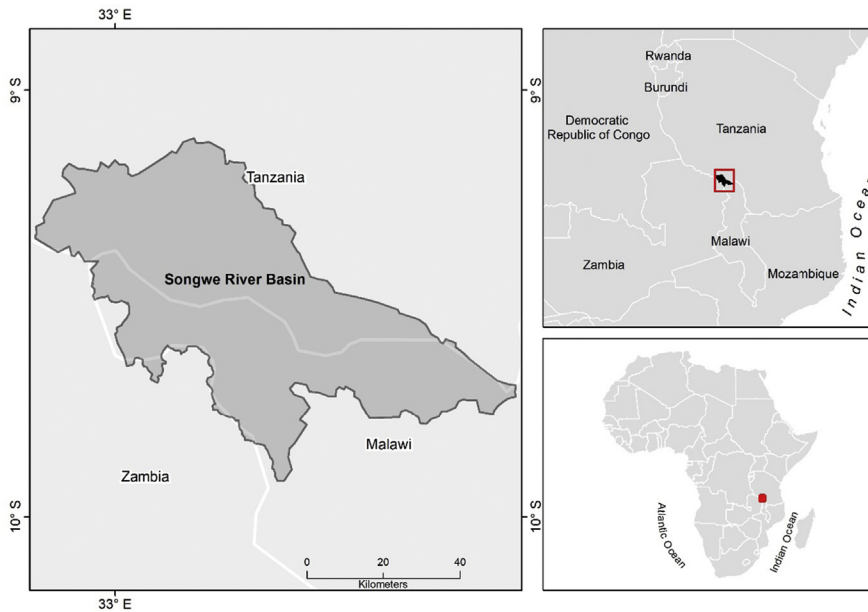 33° E
9° S
Tanzania
Songwe River Basin
Malawi
Zambia
10° S
0 20 40
Kilometers
33° E
9° S
10° S
Rwanda
Burundi
Democratic
Republic of Congo
Tanzania
Malawi
Zambia
Mozambique
Indian Ocean
Atlantic Ocean
Indian Ocean